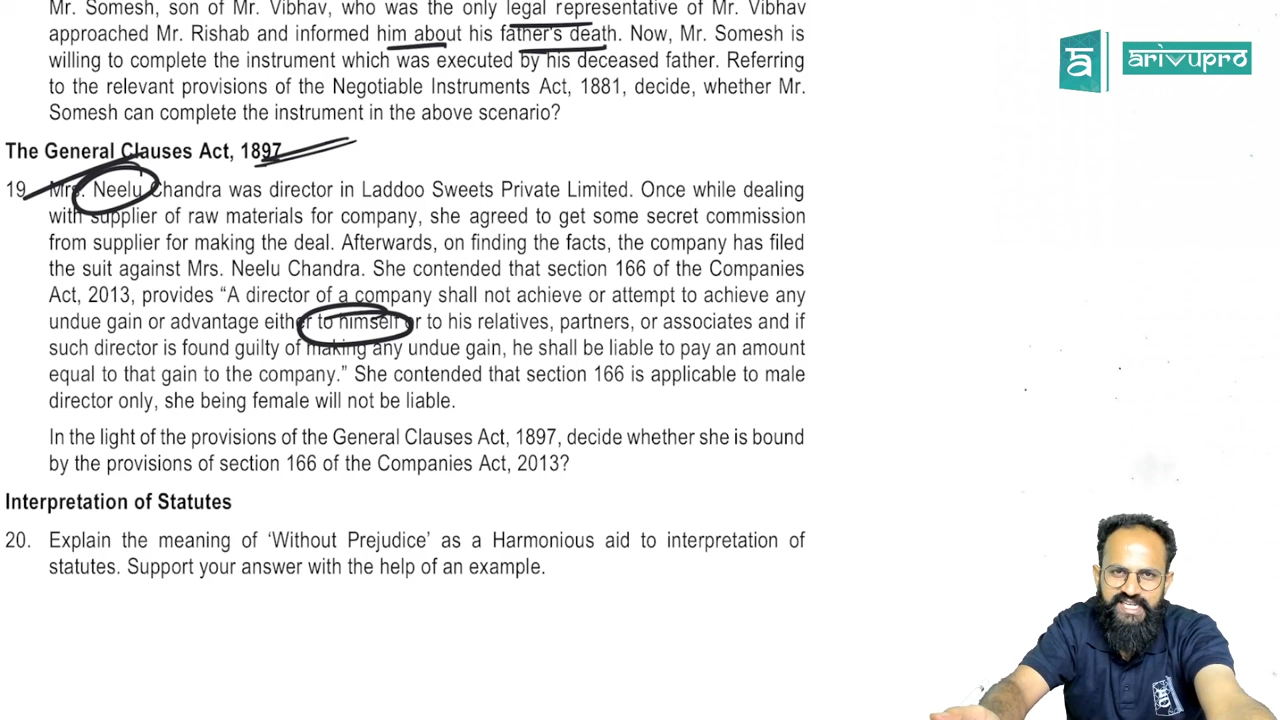 Mr. Somesh, son of Mr. Vibhav, who was the only legal representative of Mr. Vibhav
approached Mr. Rishab and informed him about his father's death. Now, Mr. Somesh is
willing to complete the instrument which was executed by his deceased father. Referring
to the relevant provisions of the Negotiable Instruments Act, 1881, decide, whether Mr.
Somesh can complete the instrument in the above scenario?
The General Clauses Act, 1897
19. Mrs. Neelu Chandra was director in Laddoo Sweets Private Limited. Once while dealing
with supplier of raw materials for company, she agreed to get some secret commission
from supplier for making the deal. Afterwards, on finding the facts, the company has filed
the suit against Mrs. Neelu Chandra. She contended that section 166 of the Companies
Act, 2013, provides “A director of a company shall not achieve or attempt to achieve any
undue gain or advantage either to himself or to his relatives, partners, or associates and if
such director is found guilty of making any undue gain, he shall be liable to pay an amount
equal to that gain to the company.” She contended that section 166 is applicable to male
director only, she being female will not be liable.
In the light of the provisions of the General Clauses Act, 1897, decide whether she is bound
by the provisions of section 166 of the Companies Act, 2013?
Interpretation of Statutes
20. Explain the meaning of ‘Without Prejudice’ as a Harmonious aid to interpretation of
statutes. Support your answer with the help of an example.
arivupro